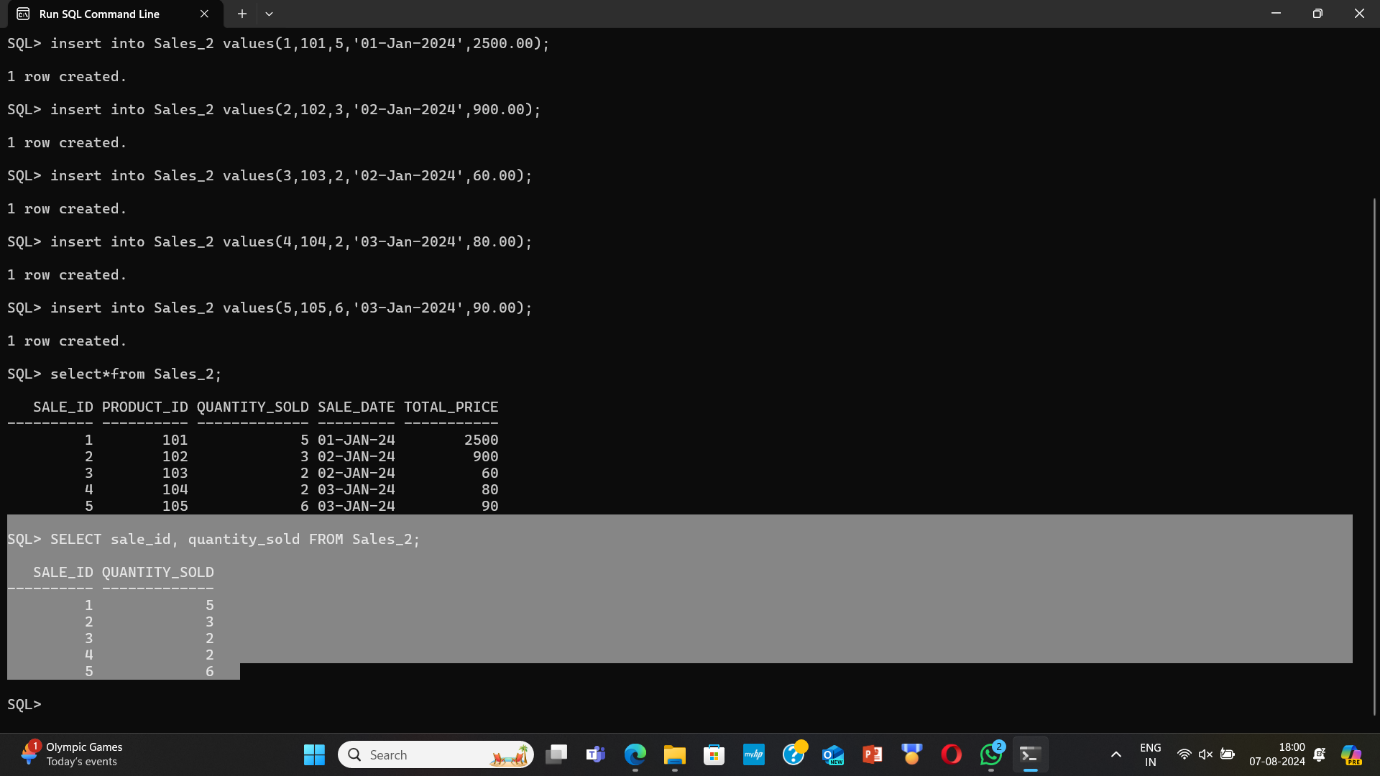 Run SQL Command Line
SQL> insert into Sales_2 values(1,101,5,'01-Jan-2024',2500.00);
1 row created.
SQL> insert into Sales_2 values(2,102,3,'02-Jan-2024',900.00);
1 row created.
SQL> insert into Sales_2 values(3,103,2,'02-Jan-2024',60.00);
1 row created.
SQL> insert into Sales_2 values(4,104,2,'03-Jan-2024',80.00);
1 row created.
SQL> insert into Sales_2 values(5,105,6,'03-Jan-2024',90.00);
1 row created.
SQL> select*from Sales_2;
SALE_ID PRODUCT_ID QUANTITY_SOLD SALE_DATE TOTAL_PRICE
---------- ---------- ------------- --------- -----------
1 101 5 01-JAN-24 2500
2 102 3 02-JAN-24 900
3 103 2 02-JAN-24 60
4 104 2 03-JAN-24 80
5 105 6 03-JAN-24 90
SQL> SELECT sale_id, quantity_sold FROM Sales_2;
SALE_ID QUANTITY_SOLD
---------- -------------
1 5
2 3
3 2
4 2
5 6
SQL>
1
Olympic Games
Today's events
Search
myhp
NEW
2
ENG
IN
18:00
07-08-2024
PRE